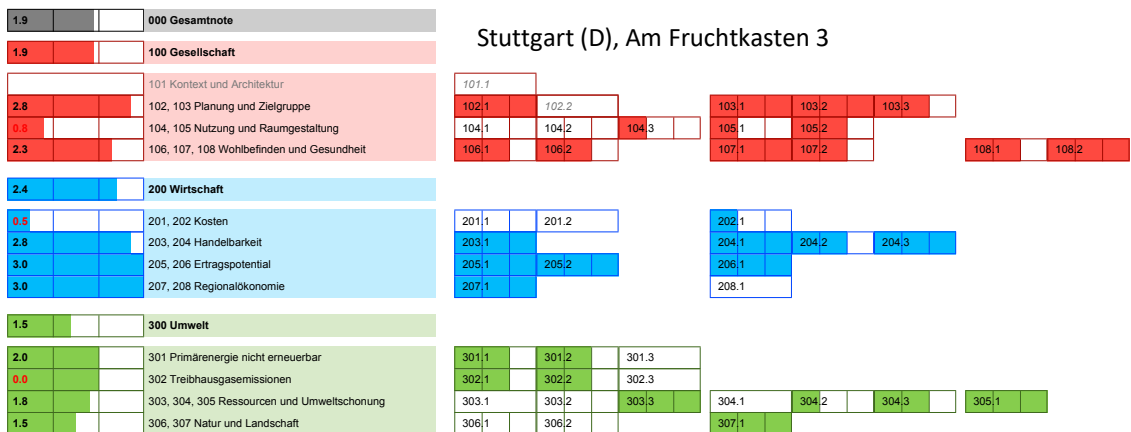 1.9 000 Gesamtnote
Stuttgart (D), Am Fruchtkasten 3
1.9 100 Gesellschaft
101 Kontext und Architektur 101.1
2.8 102, 103 Planung und Zielgruppe 102.1 102.2 103.1 103.2 103.3
0.8 104, 105 Nutzung und Raumgestaltung 104.1 104.2 104.3 105.1 105.2
2.3 106, 107, 108 Wohlbefinden und Gesundheit 106.1 106.2 107.1 107.2 108.1 108.2
2.4 200 Wirtschaft
0.5 201, 202 Kosten 201.1 201.2 202.1
2.8 203, 204 Handelbarkeit 203.1 204.1 204.2 204.3
3.0 205, 206 Ertragspotential 205.1 205.2 206.1
3.0 207, 208 Regionalökonomie 207.1 208.1
1.5 300 Umwelt
2.0 301 Primärenergie nicht erneuerbar 301.1 301.2 301.3
0.0 302 Treibhausgasemissionen 302.1 302.2 302.3
1.8 303, 304, 305 Ressourcen und Umweltschonung 303.1 303.2 303.3 304.1 304.2 304.3 305.1
1.5 306, 307 Natur und Landschaft 306.1 306.2 307.1